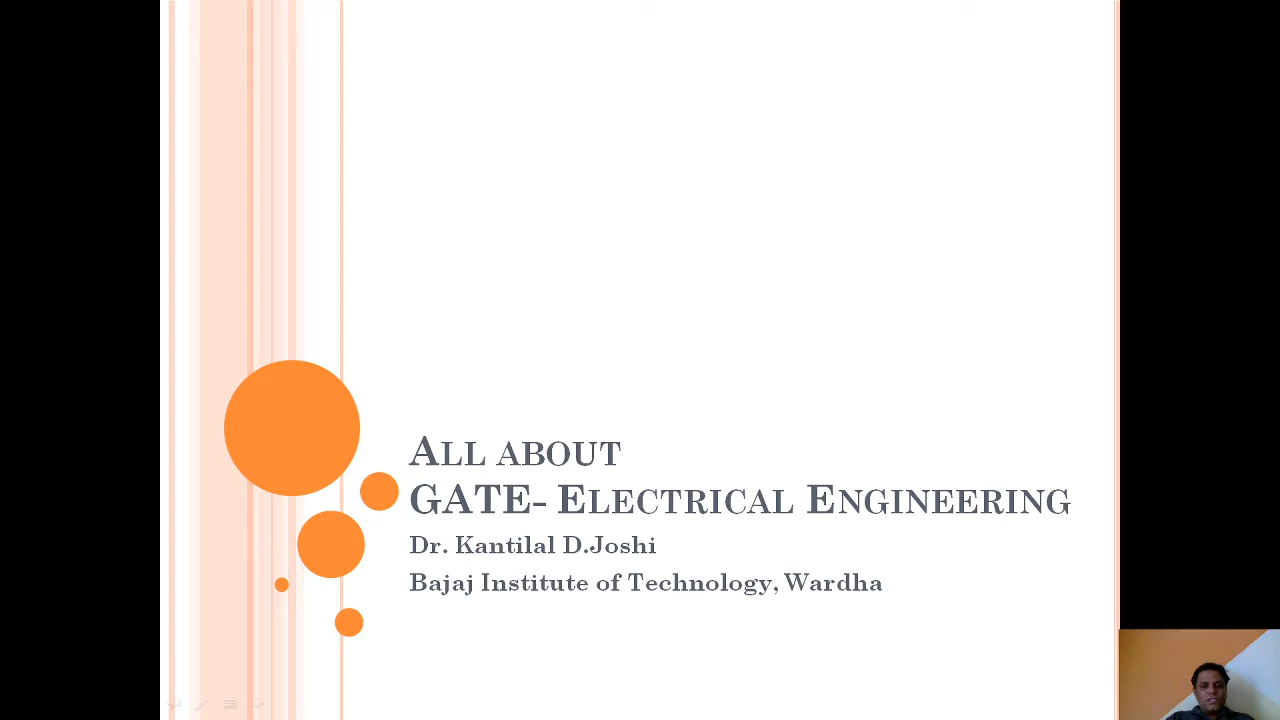 All about
GATE- Electrical Engineering
Dr. Kantilal D.Joshi
Bajaj Institute of Technology, Wardha